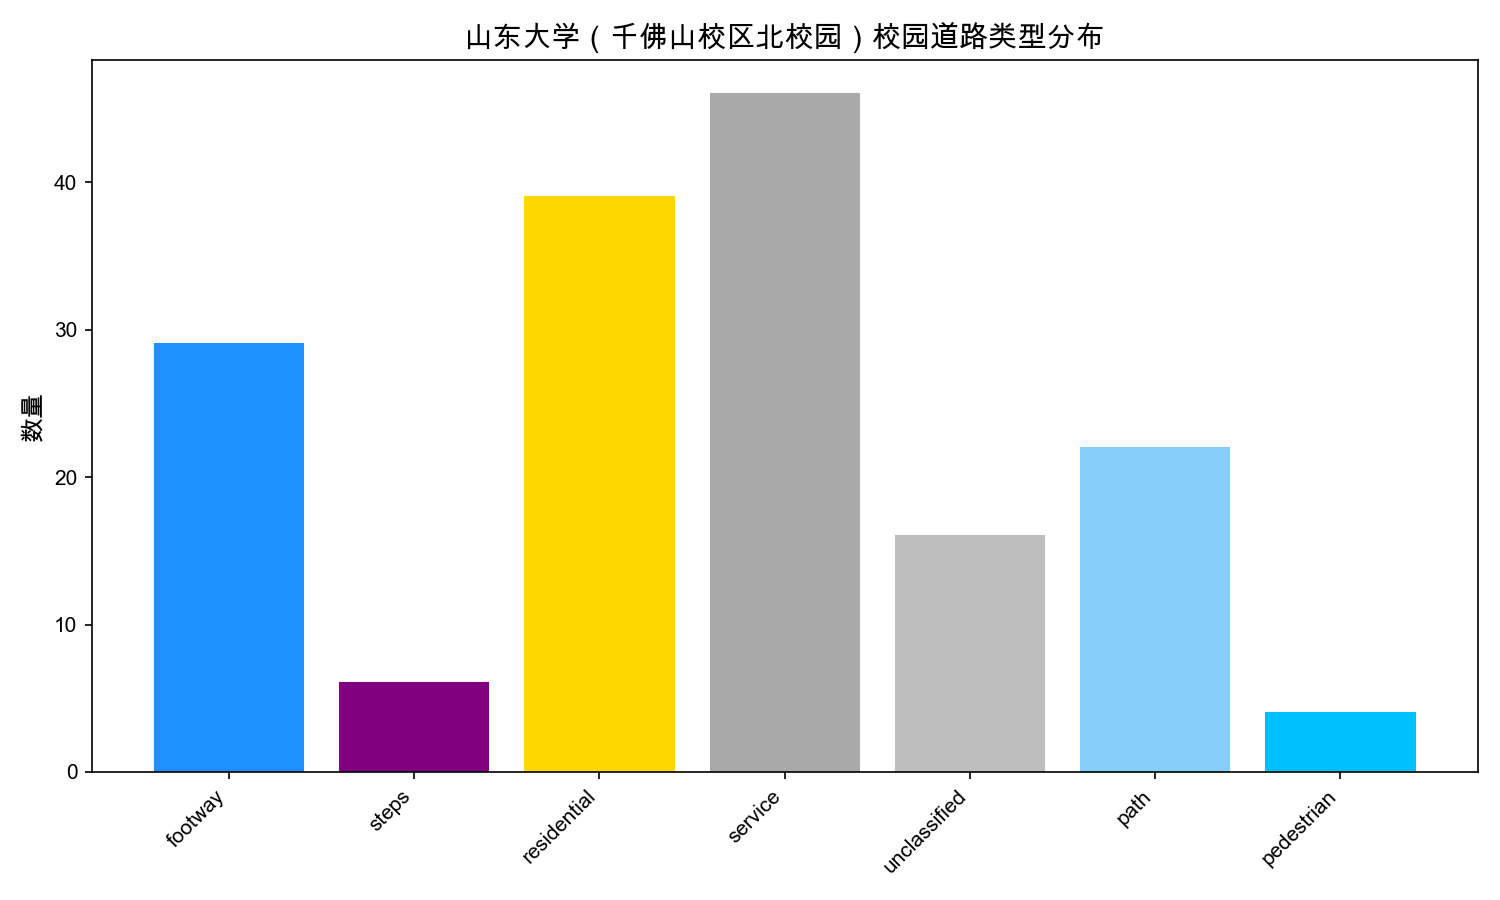 山东大学（千佛山校区北校园）校园道路类型分布
数量
40
30
20
10
0
footway
steps
residential
service
unclassified
path
pedestrian